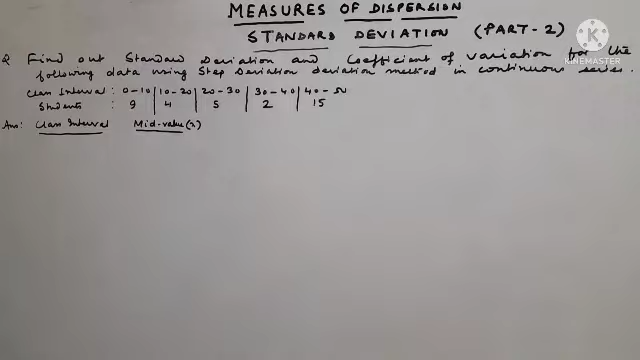 MEASURES OF DISPERSION
STANDARD DEVIATION (PART-2)
Q Find out Standard Deviation and Coefficient of Variation for the
following data using Step Deviation deviation method in continuous series.
Class Interval : 0-10 | 10-20 | 20-30 | 30-40 | 40-50
Students : 9 4 5 2 15
Ans: Class Interval Mid-value(x)
K
KINEMASTER